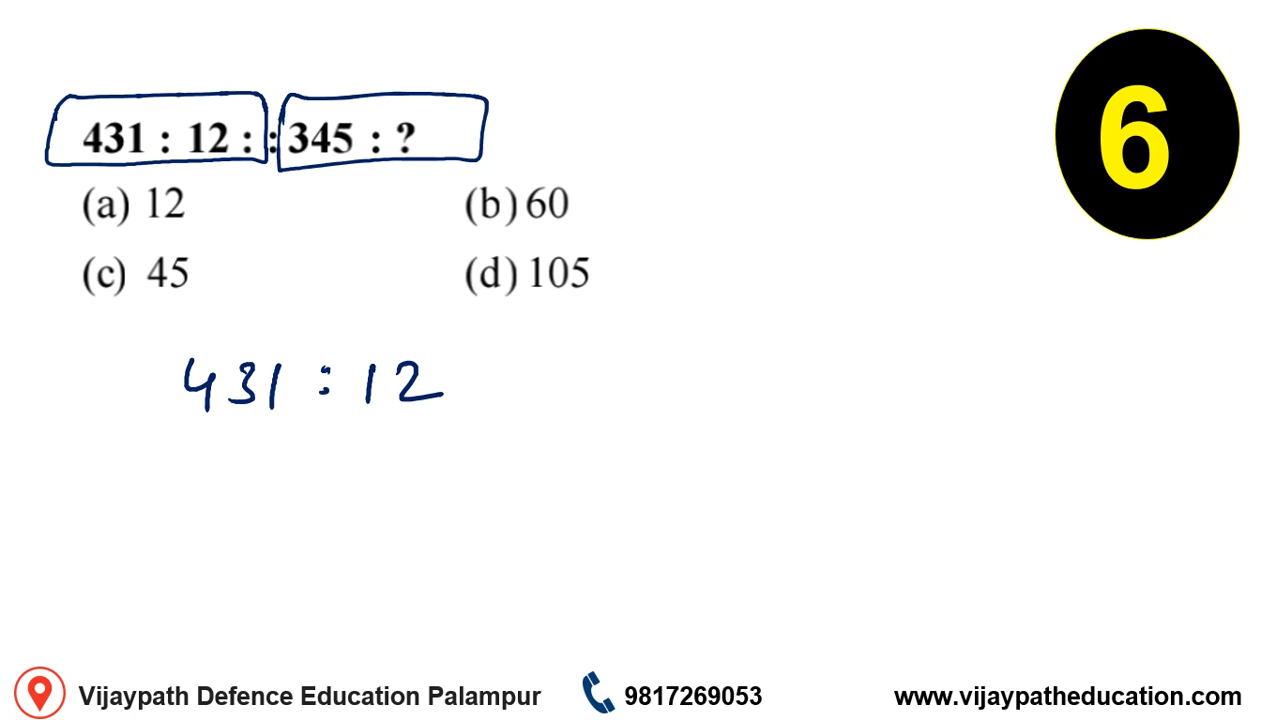 6
431 : 12 : : 345 : ?
(a) 12 (b) 60
(c) 45 (d) 105
431 : 12
Vijaypath Defence Education Palampur 9817269053 www.vijaypatheducation.com